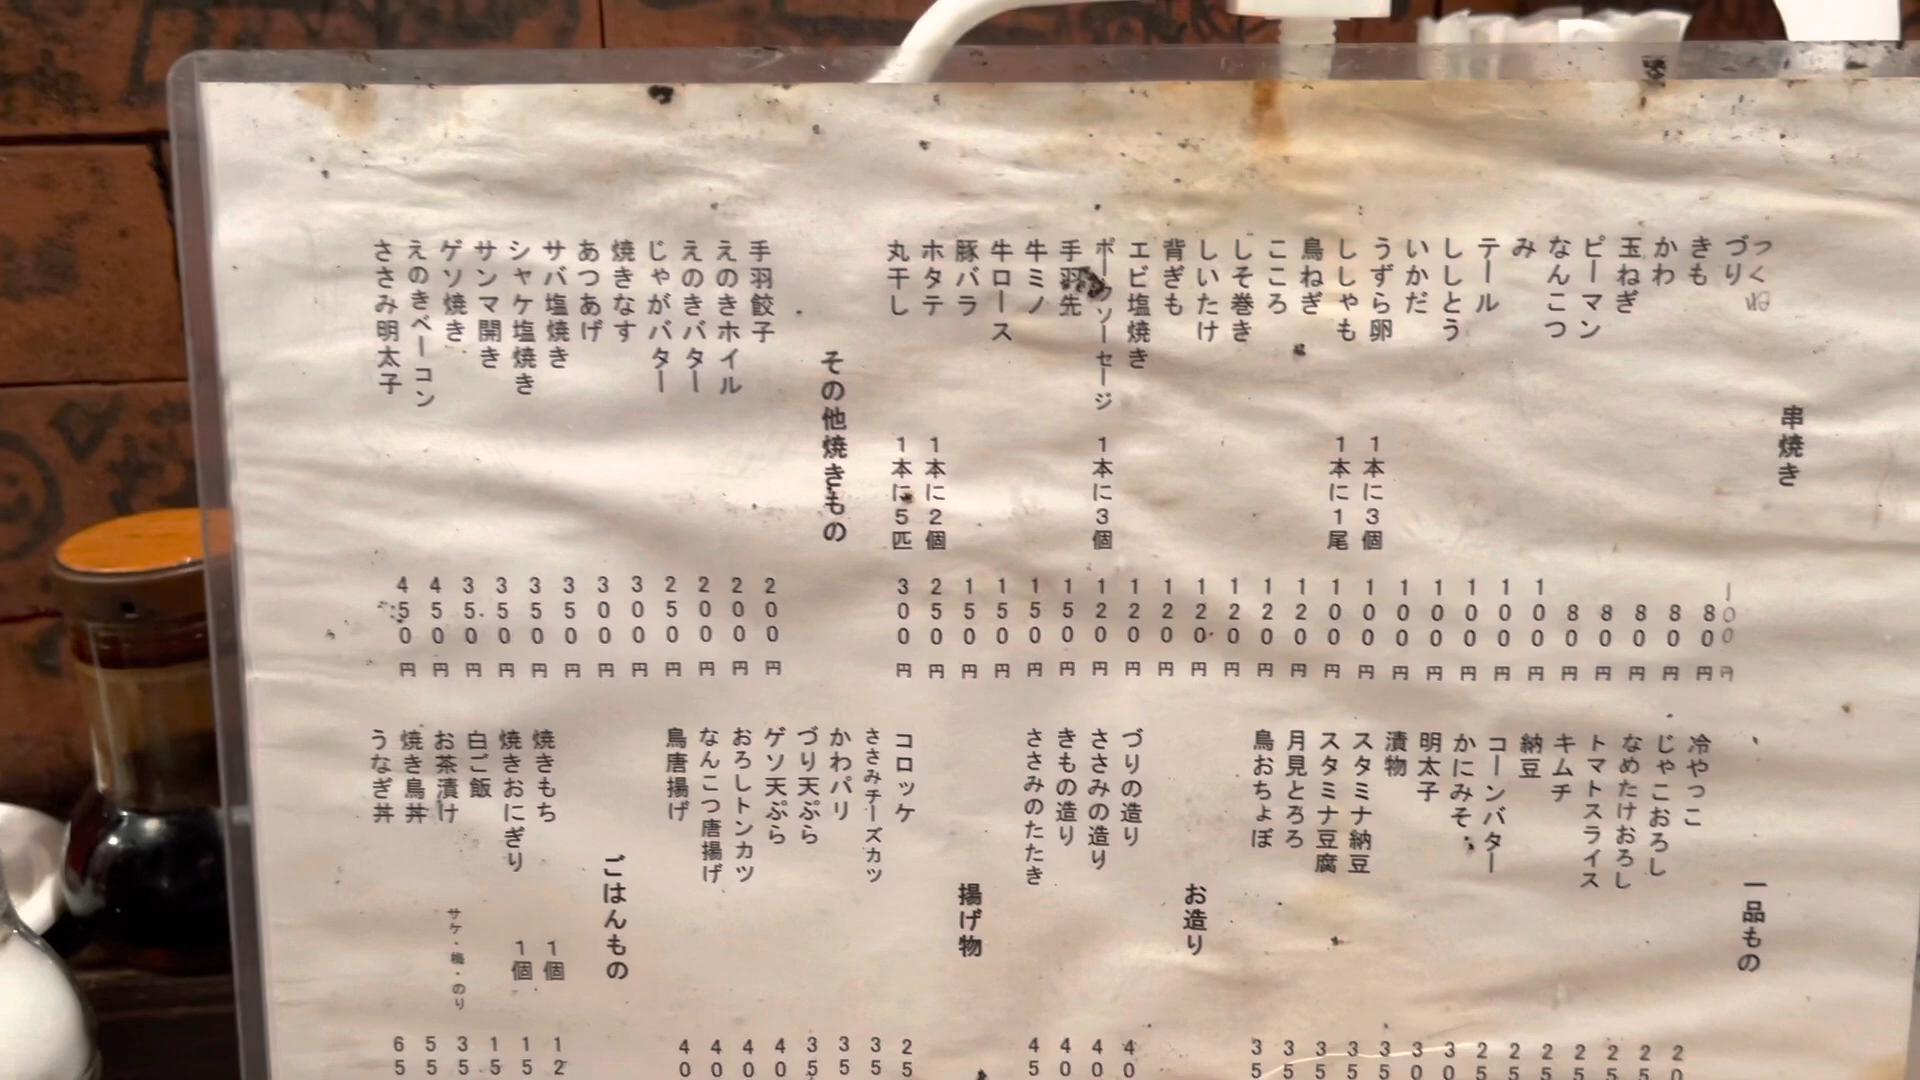 串焼き
つくね 100円
づり 80円
きも 80円
かわ 80円
玉ねぎ 80円
ピーマン 80円
なんこつ 100円
み 100円
テール 100円
ししとう 100円
いかだ 100円
うずら卵 1本に3個 100円
ししゃも 1本に1尾 100円
鳥ねぎ 120円
こころ 120円
しそ巻き 120円
しいたけ 120円
背ぎも 120円
エビ塩焼き 120円
ポークソーセージ 1本に3個 120円
手羽先 150円
牛ミノ 150円
牛ロース 150円
豚バラ 150円
ホタテ 1本に2個 250円
丸干し 1本に5匹 300円
その他焼きもの
手羽餃子 200円
えのきホイル 200円
えのきバター 200円
じゃがバター 250円
焼きなす 300円
あつあげ 300円
サバ塩焼き 350円
シャケ塩焼き 350円
サンマ開き 350円
ゲソ焼き 350円
えのきベーコン 450円
ささみ明太子 450円
一品もの
冷やっこ
じゃこおろし
なめたけおろし
トマトスライス
キムチ
納豆
コーンバター
かにみそ
明太子
漬物
スタミナ納豆
スタミナ豆腐
月見とろろ
鳥おちょぼ
お造り
づりの造り
ささみの造り
きもの造り
ささみのたたき
揚げ物
コロッケ
ささみチーズカツ
かわパリ
づり天ぷら
ゲソ天ぷら
おろしトンカツ
なんこつ唐揚げ
鳥唐揚げ
ごはんもの
焼きもち 1個
焼きおにぎり 1個
白ご飯
お茶漬け サケ・梅・のり
焼き鳥丼
うなぎ丼